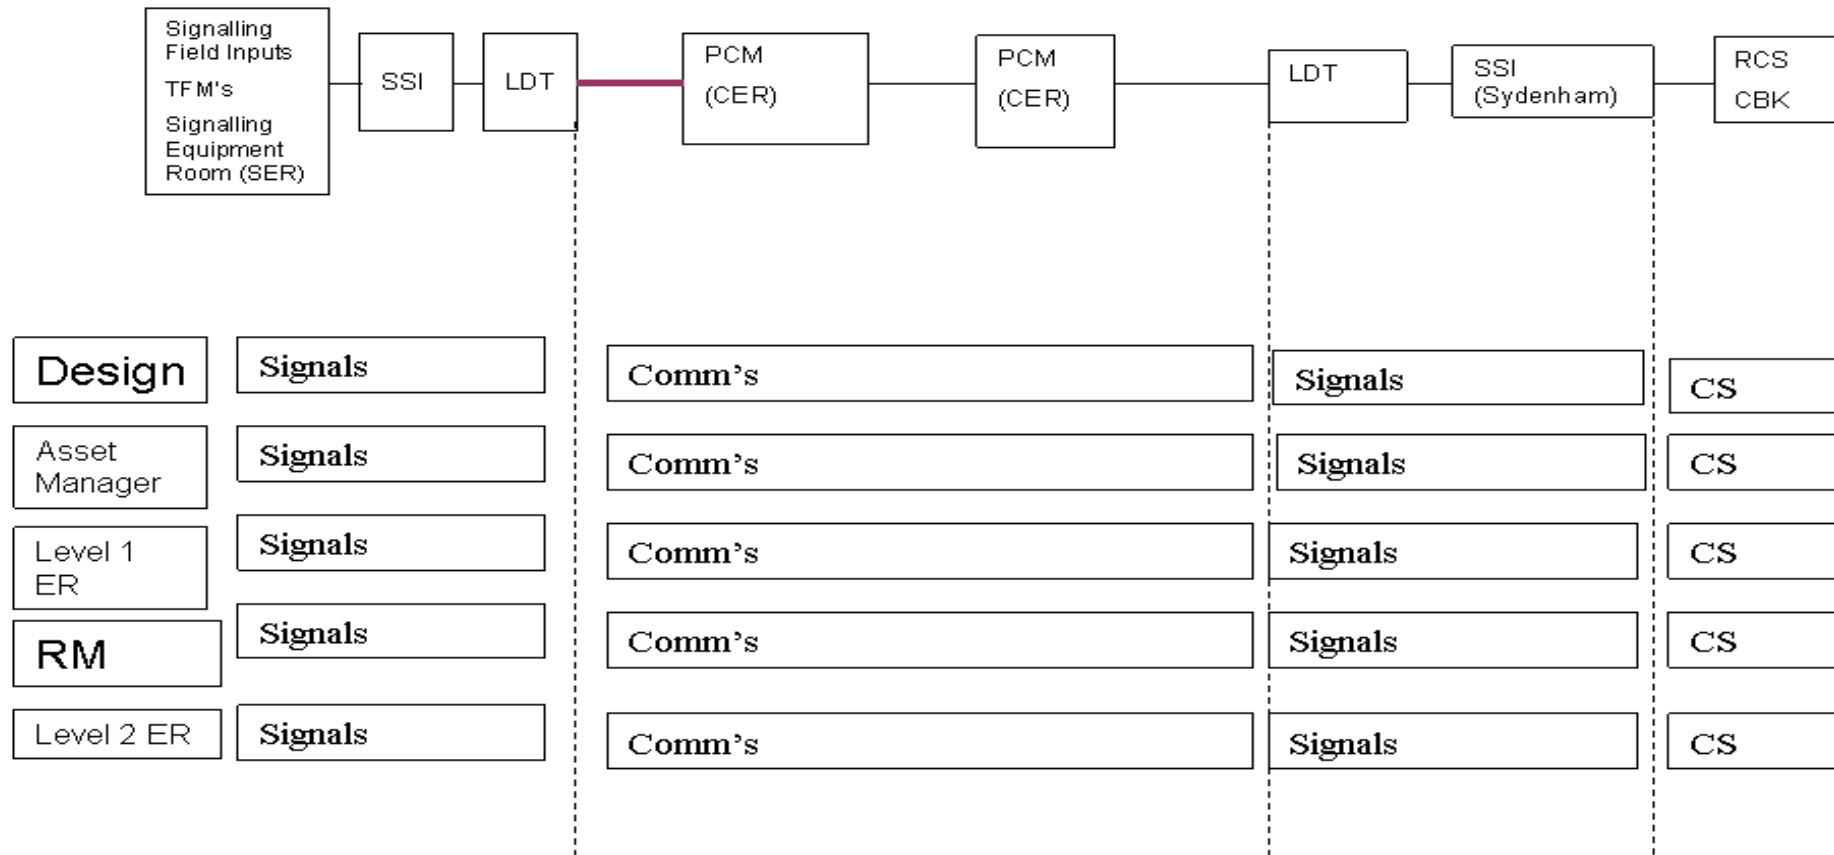 Signalling
Field Inputs
TFM's
Signalling
Equipment
Room (SER)
SSI
LDT
PCM
(CER)
PCM
(CER)
LDT
SSI
(Sydenham)
RCS
CBK
Design
Signals
Comm’s
Signals
CS
Asset
Manager
Signals
Comm’s
Signals
CS
Level 1
ER
Signals
Comm’s
Signals
CS
RM
Signals
Comm’s
Signals
CS
Level 2 ER
Signals
Comm’s
Signals
CS